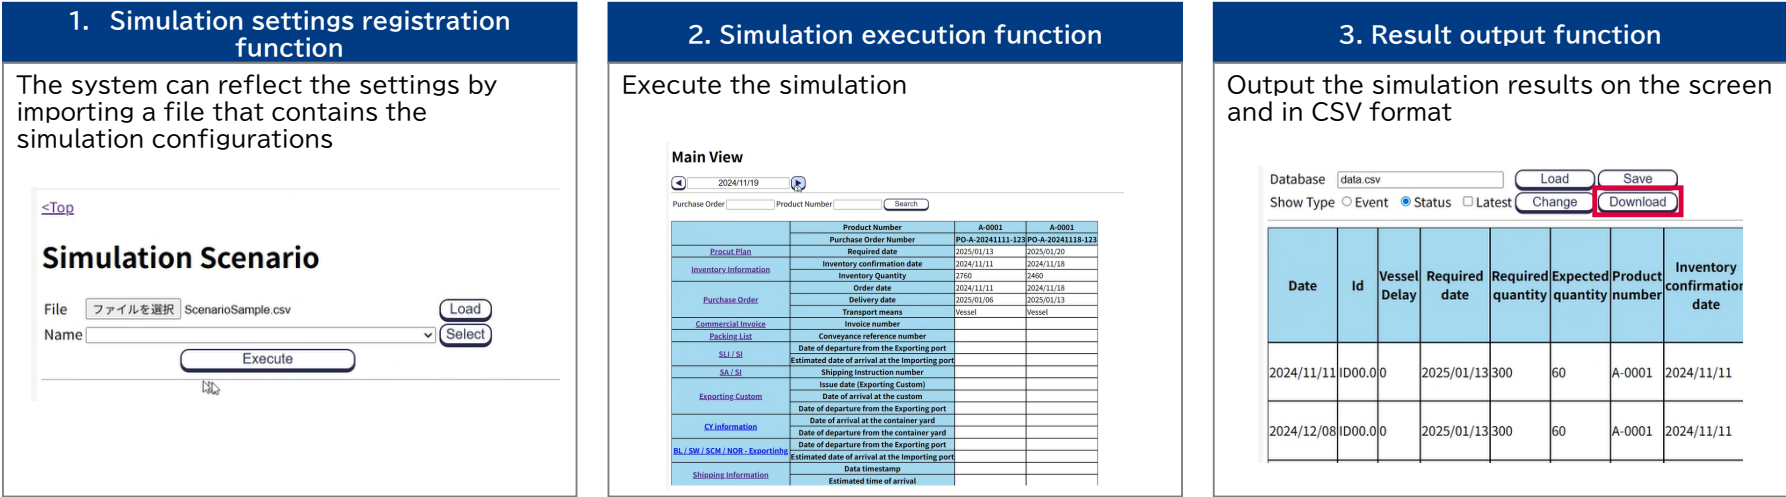 1. Simulation settings registration
function
The system can reflect the settings by
importing a file that contains the
simulation configurations
<Top
Simulation Scenario
File ファイルを選択 ScenarioSample.csv Load
Name Select
Execute
2. Simulation execution function
Execute the simulation
Main View
2024/11/19
Purchase Order Product Number Search
Product Number A-0001 A-0001
Purchase Order Number PO-A-20241111-123 PO-A-20241118-123
Procut Plan Required date 2025/01/13 2025/01/20
Inventory Information Inventory confirmation date 2024/11/11 2024/11/18
Inventory Quantity 2760 2460
Purchase Order Order date 2024/11/11 2024/11/18
Delivery date 2025/01/06 2025/01/13
Transport means Vessel Vessel
Commercial Invoice Invoice number
Packing List Conveyance reference number
SLI / SI Date of departure from the Exporting port
Estimated date of arrival at the Importing port
SA / SI Shipping Instruction number
Exporting Custom Issue date (Exporting Custom)
Date of arrival at the custom
Date of departure from the Exporting port
CY information Date of arrival at the container yard
Date of departure from the container yard
BL / SW / SCM / NOR - Exportinhg Date of departure from the Exporting port
Estimated date of arrival at the Importing port
Shipping Information Data timestamp
Estimated time of arrival
3. Result output function
Output the simulation results on the screen
and in CSV format
Database data.csv Load Save
Show Type Event Status Latest Change Download
Date Id Vessel Delay Required date Required quantity Expected quantity Product number Inventory confirmation date
2024/11/11 ID00.0 0 2025/01/13 300 60 A-0001 2024/11/11
2024/12/08 ID00.0 0 2025/01/13 300 60 A-0001 2024/11/11